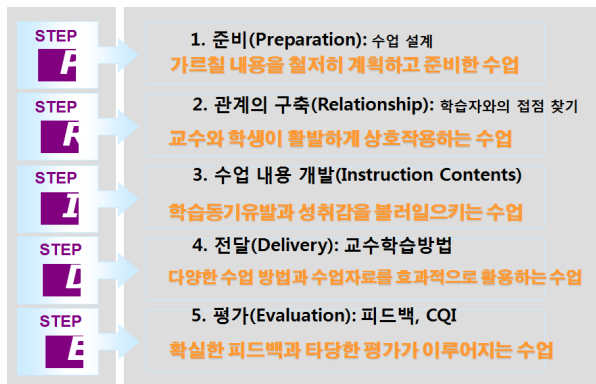 STEP
P
1. 준비(Preparation): 수업 설계
가르칠 내용을 철저히 계획하고 준비한 수업
STEP
R
2. 관계의 구축(Relationship): 학습자와의 접점 찾기
교수와 학생이 활발하게 상호작용하는 수업
STEP
I
3. 수업 내용 개발(Instruction Contents)
학습동기유발과 성취감을 불러일으키는 수업
STEP
D
4. 전달(Delivery): 교수학습방법
다양한 수업 방법과 수업자료를 효과적으로 활용하는 수업
STEP
E
5. 평가(Evaluation): 피드백, CQI
확실한 피드백과 타당한 평가가 이루어지는 수업